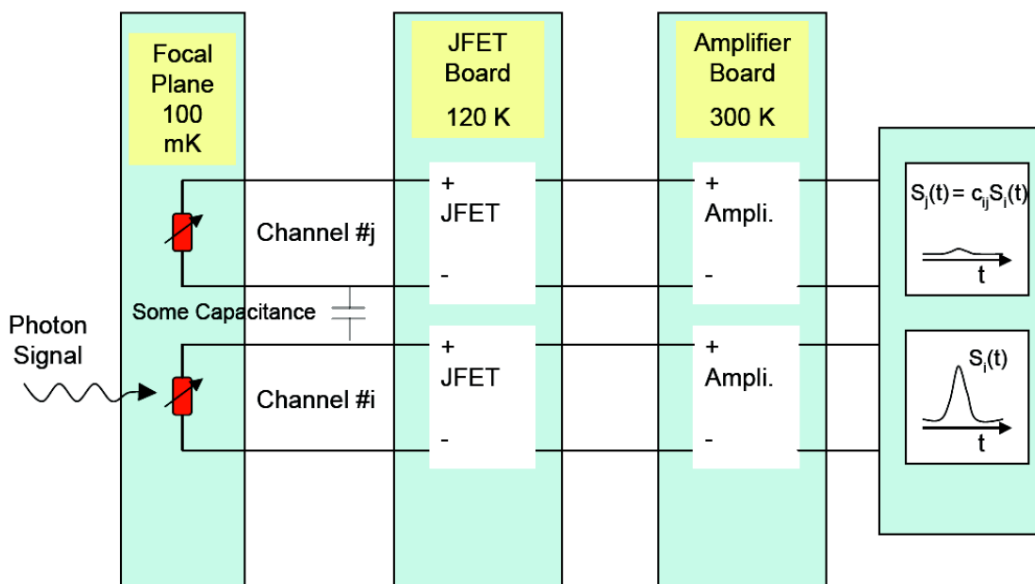 Focal
Plane
100
mK
JFET
Board
120 K
Amplifier
Board
300 K
+
JFET
-
+
Ampli.
-
Channel #j
S_j(t) = c_ij S_i(t)
t
Some Capacitance
Photon
Signal
+
JFET
-
+
Ampli.
-
Channel #i
S_i(t)
t